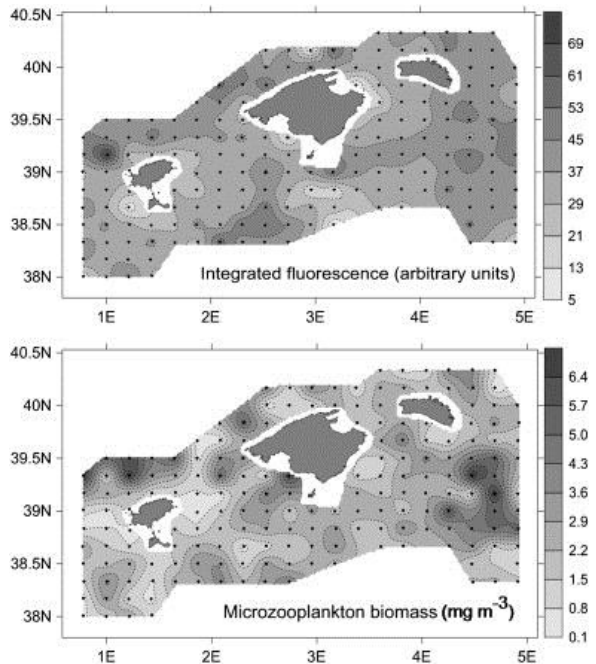 40.5N
40N
39.5N
39N
38.5N
38N
69
61
53
45
37
29
21
13
5
Integrated fluorescence (arbitrary units)
1E 2E 3E 4E 5E
40.5N
40N
39.5N
39N
38.5N
38N
6.4
5.7
5.0
4.3
3.6
2.9
2.2
1.5
0.8
0.1
Microzooplankton biomass (mg m⁻³)
1E 2E 3E 4E 5E